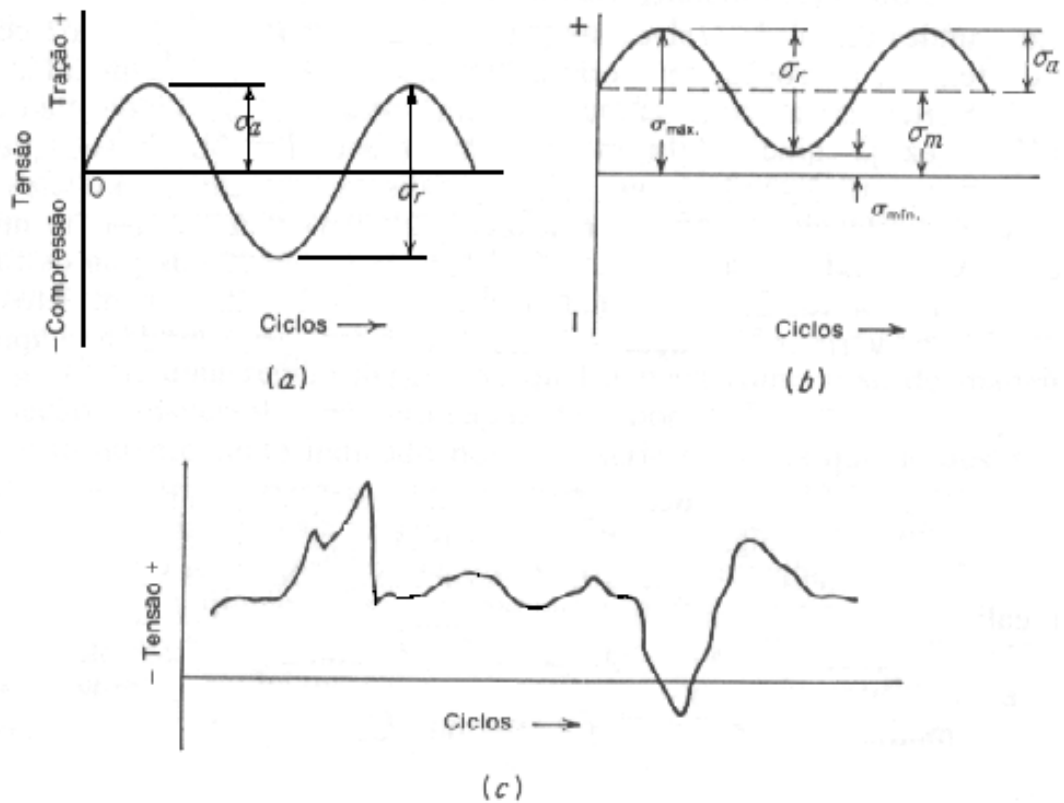 Tensão
− Compressão Tração +
σa
σr
O
Ciclos →
(a)
+
σmáx.
σr
σa
σm
σmín.
−
Ciclos →
(b)
− Tensão +
Ciclos →
(c)